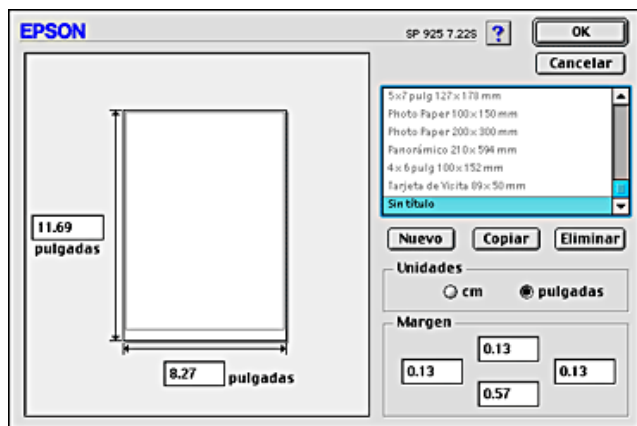 EPSON
SP 925 7.22S
?
OK
Cancelar
5x7 pulg 127x178 mm
Photo Paper 100x150 mm
Photo Paper 200x300 mm
Panorámico 210x594 mm
4x6 pulg 100x152 mm
Tarjeta de Visita 89x50 mm
Sin título
11.69
pulgadas
8.27 pulgadas
Nuevo Copiar Eliminar
Unidades
cm pulgadas
Margen
0.13
0.13 0.13
0.57